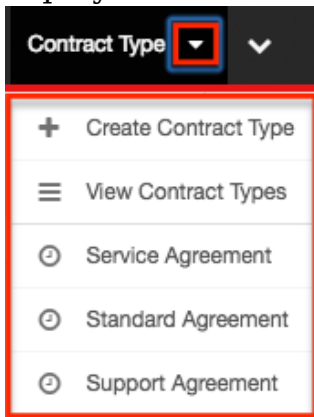 Contract Type
Create Contract Type
View Contract Types
Service Agreement
Standard Agreement
Support Agreement